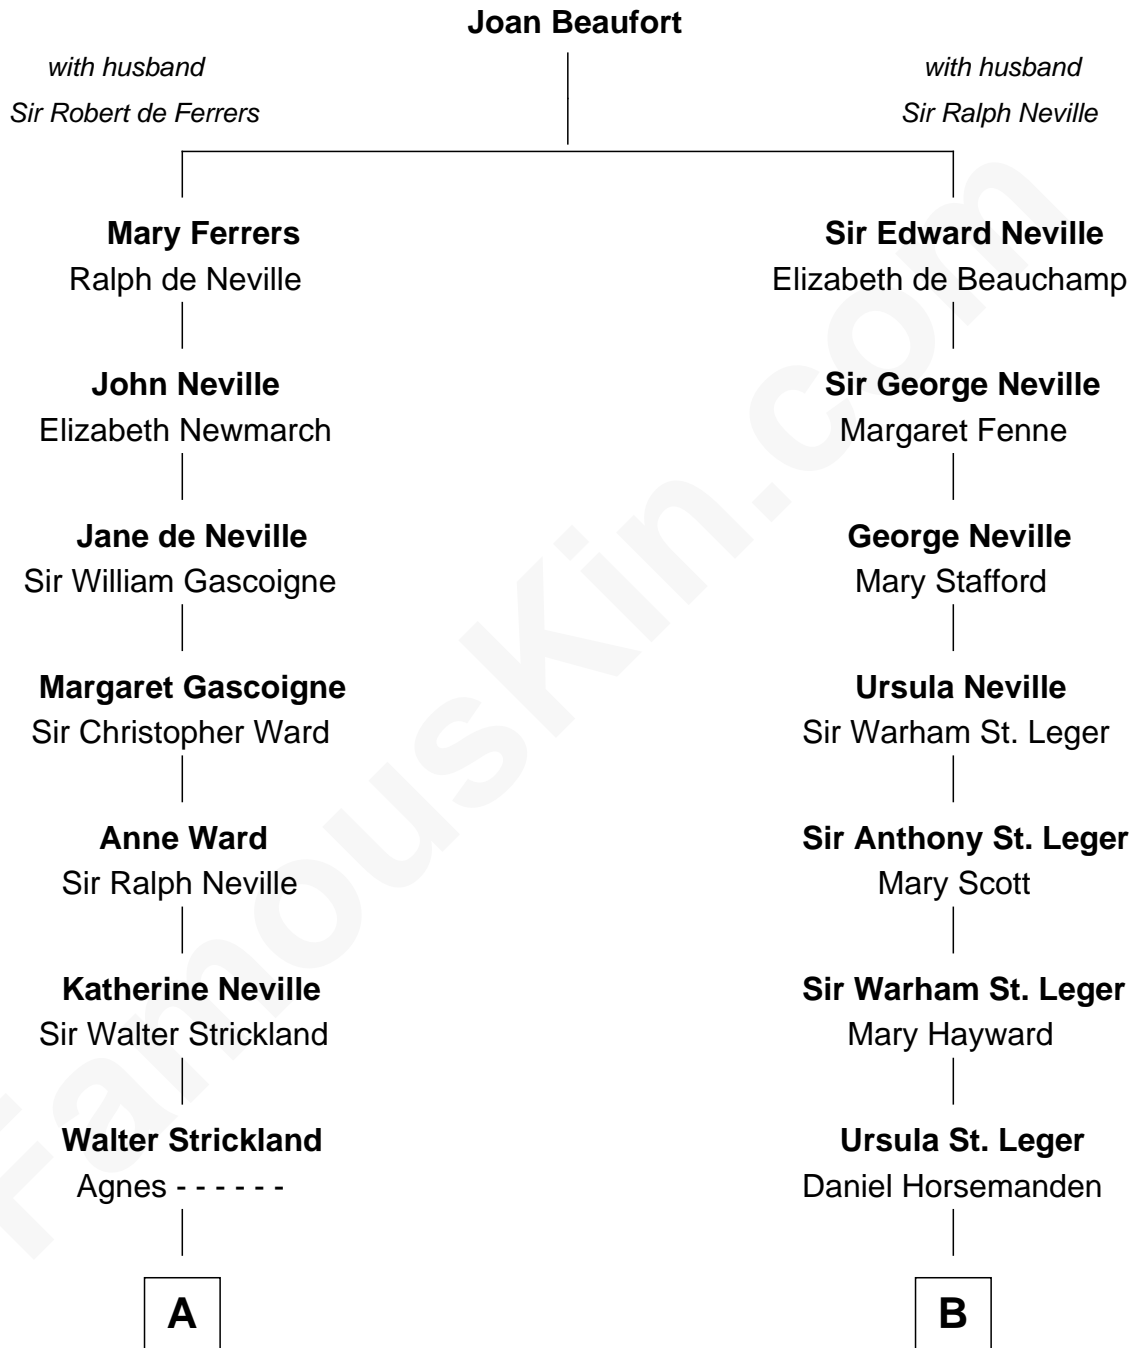 Joan Beaufort
with husband
Sir Robert de Ferrers
with husband
Sir Ralph Neville
Mary Ferrers
Ralph de Neville
Sir Edward Neville
Elizabeth de Beauchamp
John Neville
Elizabeth Newmarch
Sir George Neville
Margaret Fenne
Jane de Neville
Sir William Gascoigne
George Neville
Mary Stafford
Margaret Gascoigne
Sir Christopher Ward
Ursula Neville
Sir Warham St. Leger
Anne Ward
Sir Ralph Neville
Sir Anthony St. Leger
Mary Scott
Katherine Neville
Sir Walter Strickland
Sir Warham St. Leger
Mary Hayward
Walter Strickland
Agnes - - - - - -
Ursula St. Leger
Daniel Horsemanden
A
B
FamousKin.com